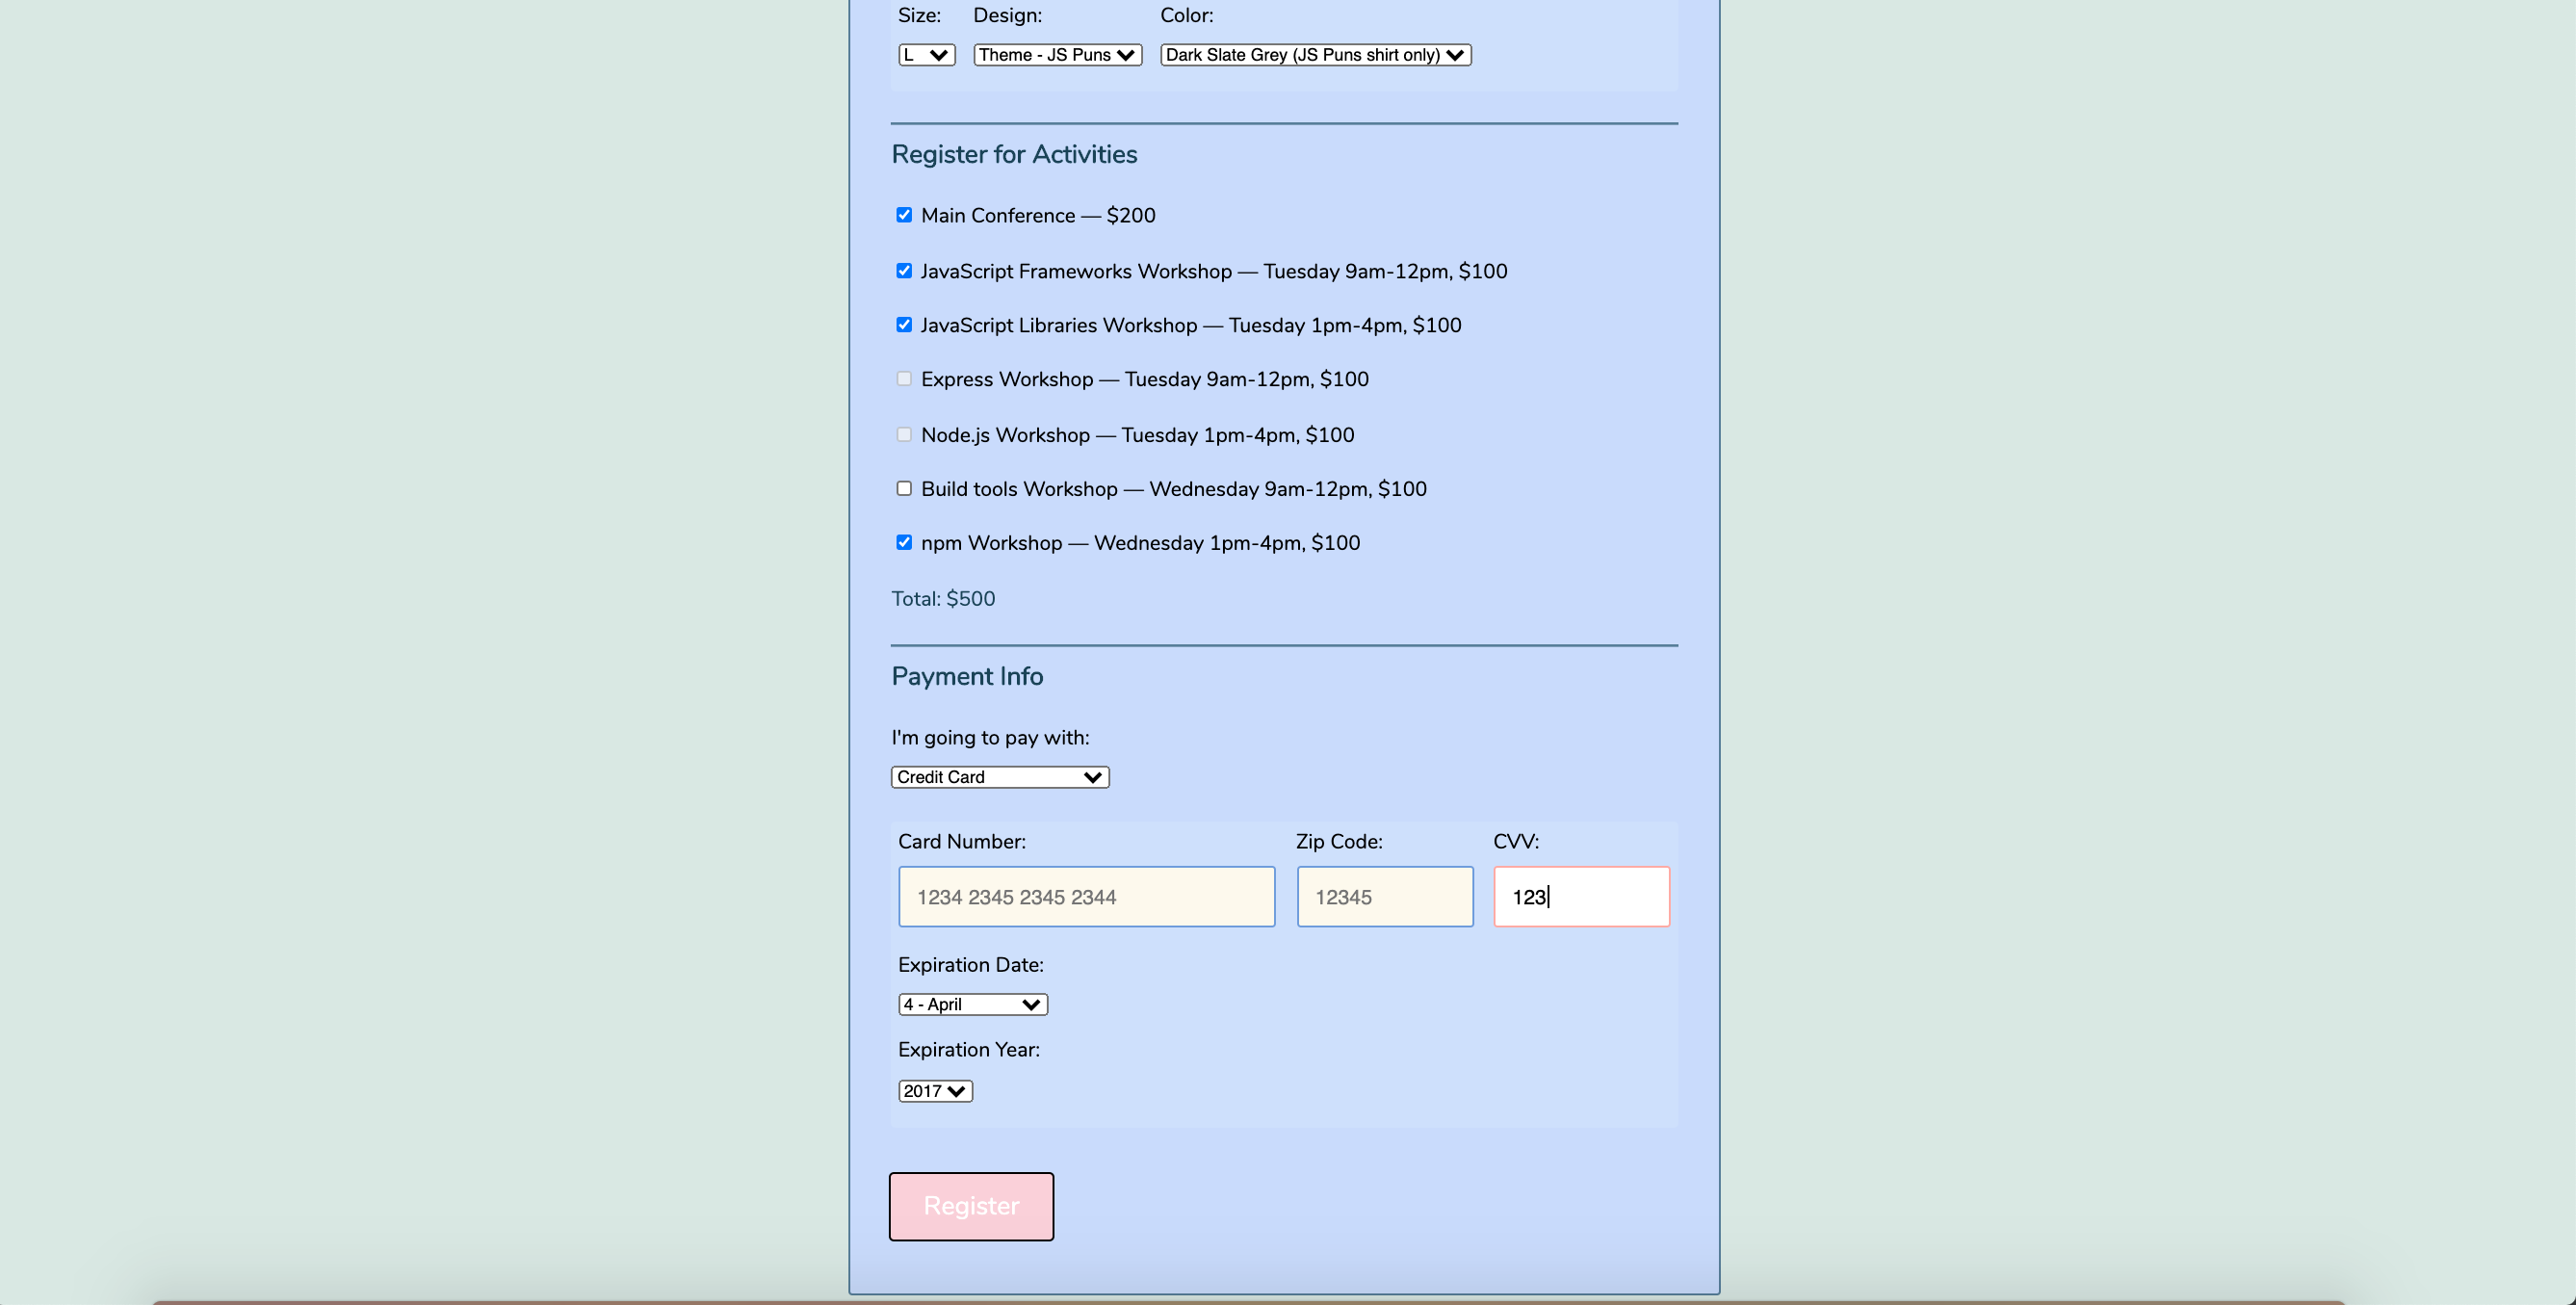 Size: Design: Color:
L Theme - JS Puns Dark Slate Grey (JS Puns shirt only)
Register for Activities
Main Conference — $200
JavaScript Frameworks Workshop — Tuesday 9am-12pm, $100
JavaScript Libraries Workshop — Tuesday 1pm-4pm, $100
Express Workshop — Tuesday 9am-12pm, $100
Node.js Workshop — Tuesday 1pm-4pm, $100
Build tools Workshop — Wednesday 9am-12pm, $100
npm Workshop — Wednesday 1pm-4pm, $100
Total: $500
Payment Info
I'm going to pay with:
Credit Card
Card Number: Zip Code: CVV:
1234 2345 2345 2344 12345 123
Expiration Date:
4 - April
Expiration Year:
2017
Register